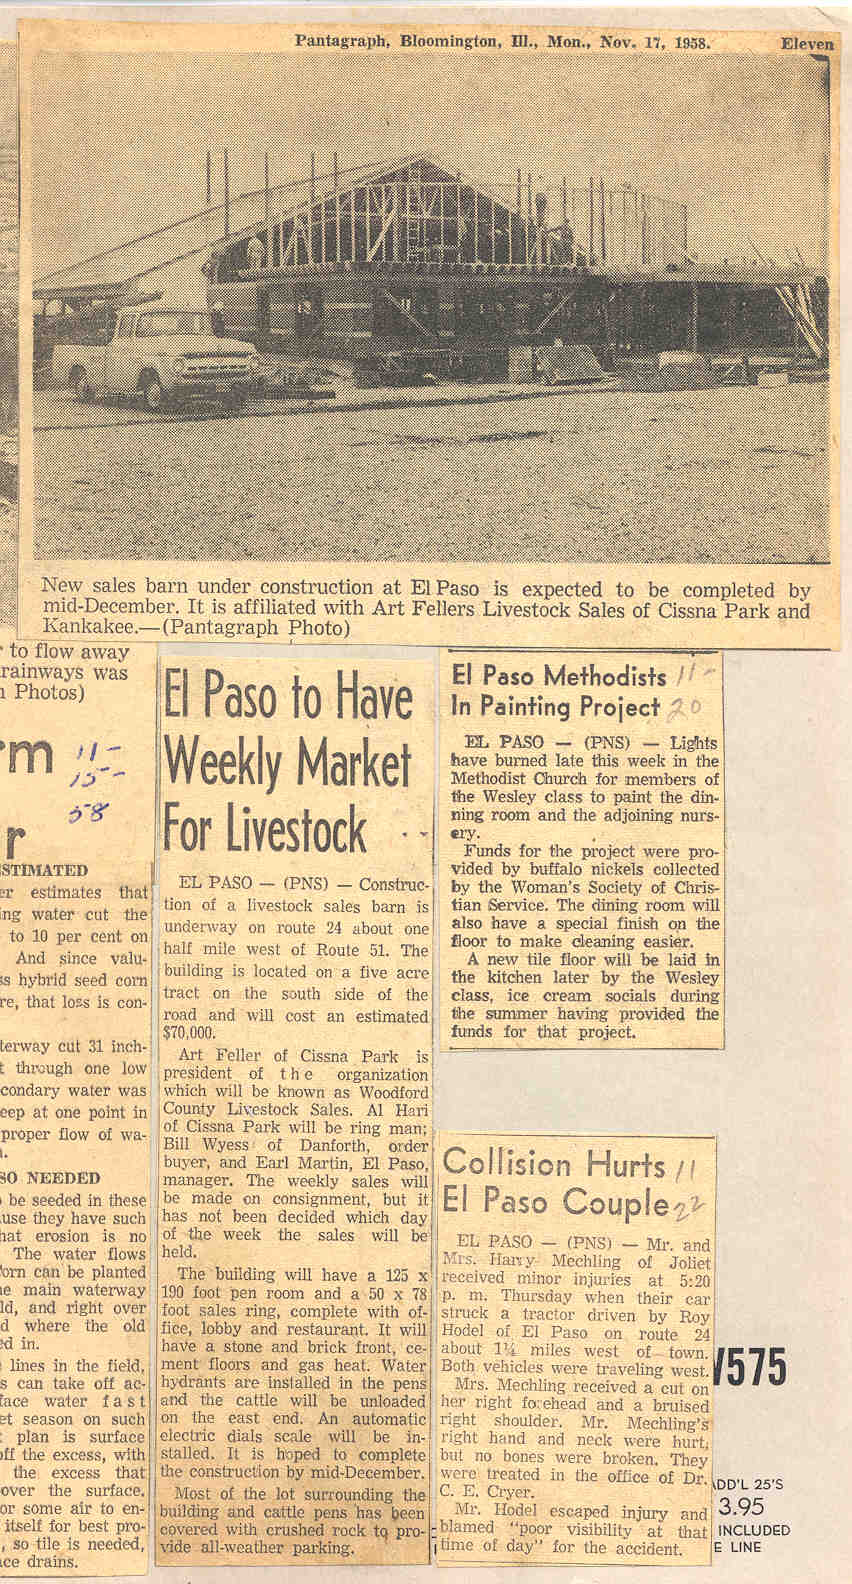 Pantagraph, Bloomington, Ill., Mon., Nov. 17, 1958. Eleven
New sales barn under construction at El Paso is expected to be completed by
mid-December. It is affiliated with Art Fellers Livestock Sales of Cissna Park and
Kankakee.—(Pantagraph Photo)
to flow away
rainways was
Photos)
rm
11-
15-
58
r
STIMATED
er estimates that
ing water cut the
to 10 per cent on
And since valu-
ss hybrid seed corn
re, that loss is con-
terway cut 31 inch-
t through one low
condary water was
eep at one point in
proper flow of wa-
SO NEEDED
be seeded in these
use they have such
hat erosion is no
The water flows
orn can be planted
ne main waterway
ld, and right over
d where the old
ed in.
lines in the field,
s can take off ac-
face water fast
et season on such
plan is surface
off the excess, with
the excess that
over the surface.
or some air to en-
itself for best pro-
, so tile is needed,
ace drains.
El Paso to Have
Weekly Market
For Livestock
EL PASO — (PNS) — Construc-
tion of a livestock sales barn is
underway on route 24 about one
half mile west of Route 51. The
building is located on a five acre
tract on the south side of the
road and will cost an estimated
$70,000.
Art Feller of Cissna Park is
president of the organization
which will be known as Woodford
County Livestock Sales. Al Hari
of Cissna Park will be ring man;
Bill Wyess of Danforth, order
buyer, and Earl Martin, El Paso,
manager. The weekly sales will
be made on consignment, but it
has not been decided which day
of the week the sales will be
held.
The building will have a 125 x
190 foot pen room and a 50 x 78
foot sales ring, complete with of-
fice, lobby and restaurant. It will
have a stone and brick front, ce-
ment floors and gas heat. Water
hydrants are installed in the pens
and the cattle will be unloaded
on the east end. An automatic
electric dials scale will be in-
stalled. It is hoped to complete
the construction by mid-December.
Most of the lot surrounding the
building and cattle pens has been
covered with crushed rock to pro-
vide all-weather parking.
El Paso Methodists 11-
In Painting Project 20
EL PASO — (PNS) — Lights
have burned late this week in the
Methodist Church for members of
the Wesley class to paint the din-
ning room and the adjoining nurs-
ery.
Funds for the project were pro-
vided by buffalo nickels collected
by the Woman's Society of Chris-
tian Service. The dining room will
also have a special finish on the
floor to make cleaning easier.
A new tile floor will be laid in
the kitchen later by the Wesley
class, ice cream socials during
the summer having provided the
funds for that project.
Collision Hurts 11
El Paso Couple 22
EL PASO — (PNS) — Mr. and
Mrs. Harry Mechling of Joliet
received minor injuries at 5:20
p. m. Thursday when their car
struck a tractor driven by Roy
Hodel of El Paso on route 24
about 1¼ miles west of town.
Both vehicles were traveling west.
Mrs. Mechling received a cut on
her right forehead and a bruised
right shoulder. Mr. Mechling's
right hand and neck were hurt,
but no bones were broken. They
were treated in the office of Dr.
C. E. Cryer.
Mr. Hodel escaped injury and
blamed "poor visibility at that
time of day" for the accident.
V575
ADD'L 25'S
3.95
INCLUDED
E LINE